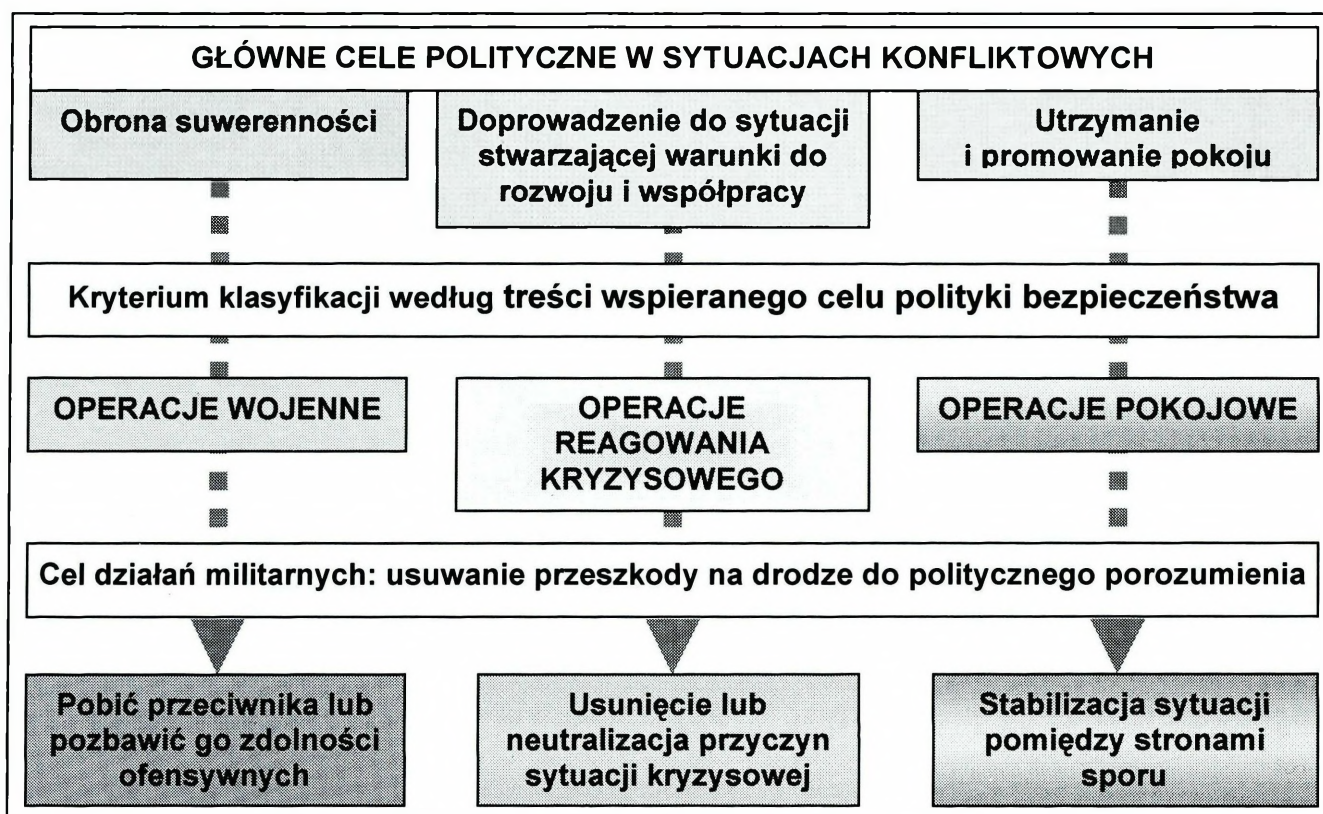 GŁÓWNE CELE POLITYCZNE W SYTUACJACH KONFLIKTOWYCH
Obrona suwerenności
Doprowadzenie do sytuacji
stwarzającej warunki do
rozwoju i współpracy
Utrzymanie
i promowanie pokoju
Kryterium klasyfikacji według treści wspieranego celu polityki bezpieczeństwa
OPERACJE WOJENNE
OPERACJE
REAGOWANIA
KRYZYSOWEGO
OPERACJE POKOJOWE
Cel działań militarnych: usuwanie przeszkody na drodze do politycznego porozumienia
Pobić przeciwnika lub
pozbawić go zdolności
ofensywnych
Usunięcie lub
neutralizacja przyczyn
sytuacji kryzysowej
Stabilizacja sytuacji
pomiędzy stronami
sporu